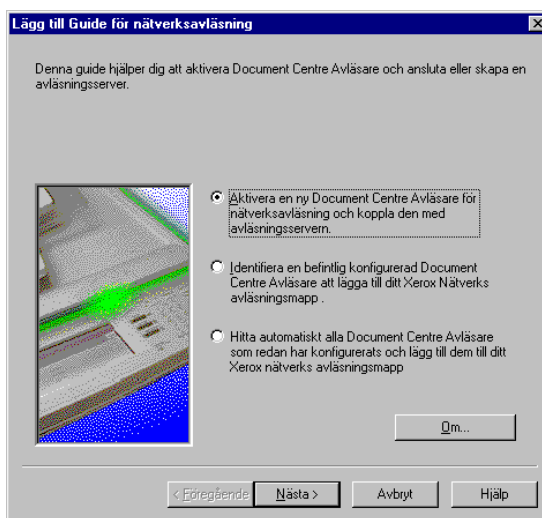 Lägg till Guide för nätverksavläsning
Denna guide hjälper dig att aktivera Document Centre Avläsare och ansluta eller skapa en
avläsningsserver.
Aktivera en ny Document Centre Avläsare för
nätverksavläsning och koppla den med
avläsningsservern.
Identifiera en befintlig konfigurerad Document
Centre Avläsare att lägga till ditt Xerox Nätverks
avläsningsmapp .
Hitta automatiskt alla Document Centre Avläsare
som redan har konfigurerats och lägg till dem till ditt
Xerox nätverks avläsningsmapp
Om...
< Föregående
Nästa >
Avbryt
Hjälp